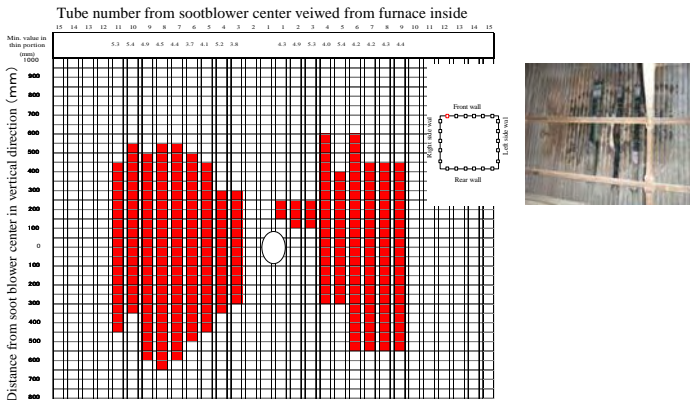 Tube number from sootblower center veiwed from furnace inside
15 14 13 12 11 10 9 8 7 6 5 4 3 2 1 1 2 3 4 5 6 7 8 9 10 11 12 13 14 15
Min. value in
thin portion
(mm)
5.3 5.4 4.9 4.5 4.4 3.7 4.1 5.2 3.8 4.3 4.9 5.3 4.0 5.4 4.2 4.2 4.3 4.4
Distance from soot blower center in vertical direction (mm)
1000
900
800
700
600
500
400
300
200
100
0
100
200
300
400
500
600
700
800
Front wall
Right side wall
Left side wall
Rear wall